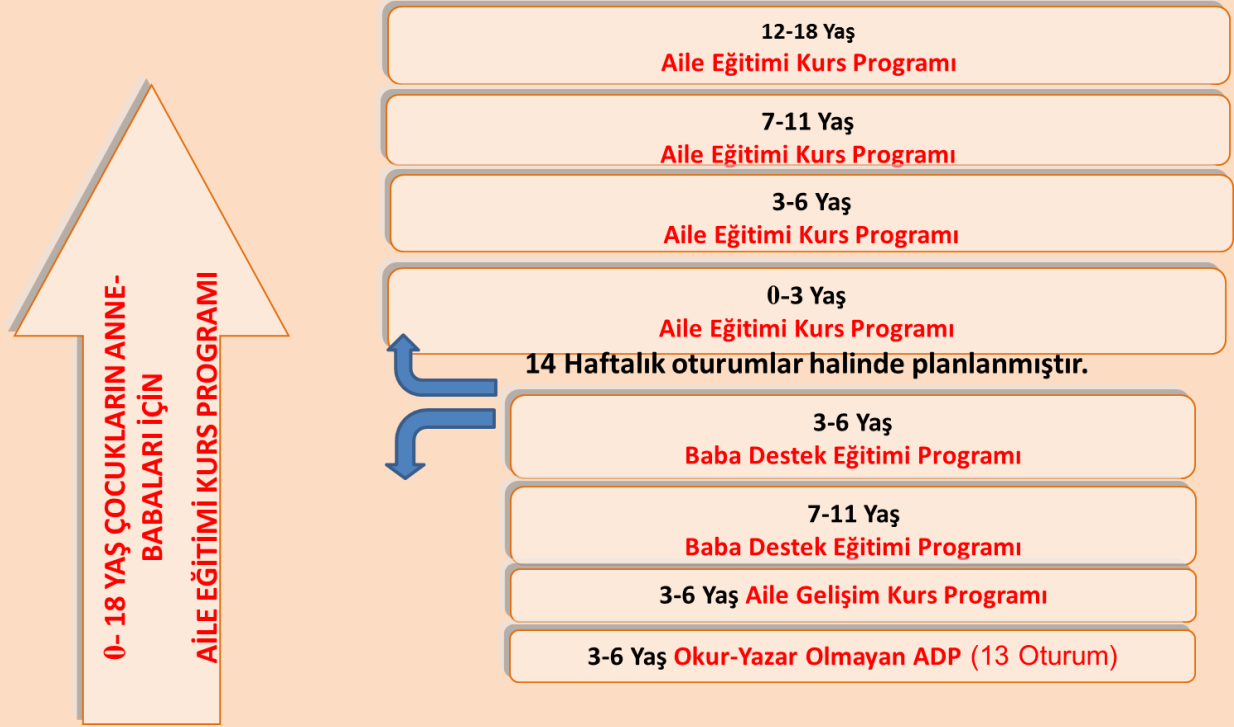 12-18 Yaş
Aile Eğitimi Kurs Programı
7-11 Yaş
Aile Eğitimi Kurs Programı
3-6 Yaş
Aile Eğitimi Kurs Programı
0-3 Yaş
Aile Eğitimi Kurs Programı
14 Haftalık oturumlar halinde planlanmıştır.
3-6 Yaş
Baba Destek Eğitimi Programı
7-11 Yaş
Baba Destek Eğitimi Programı
3-6 Yaş Aile Gelişim Kurs Programı
3-6 Yaş Okur-Yazar Olmayan ADP (13 Oturum)
0- 18 YAŞ ÇOCUKLARIN ANNE-
BABALARI İÇİN
AİLE EĞİTİMİ KURS PROGRAMI